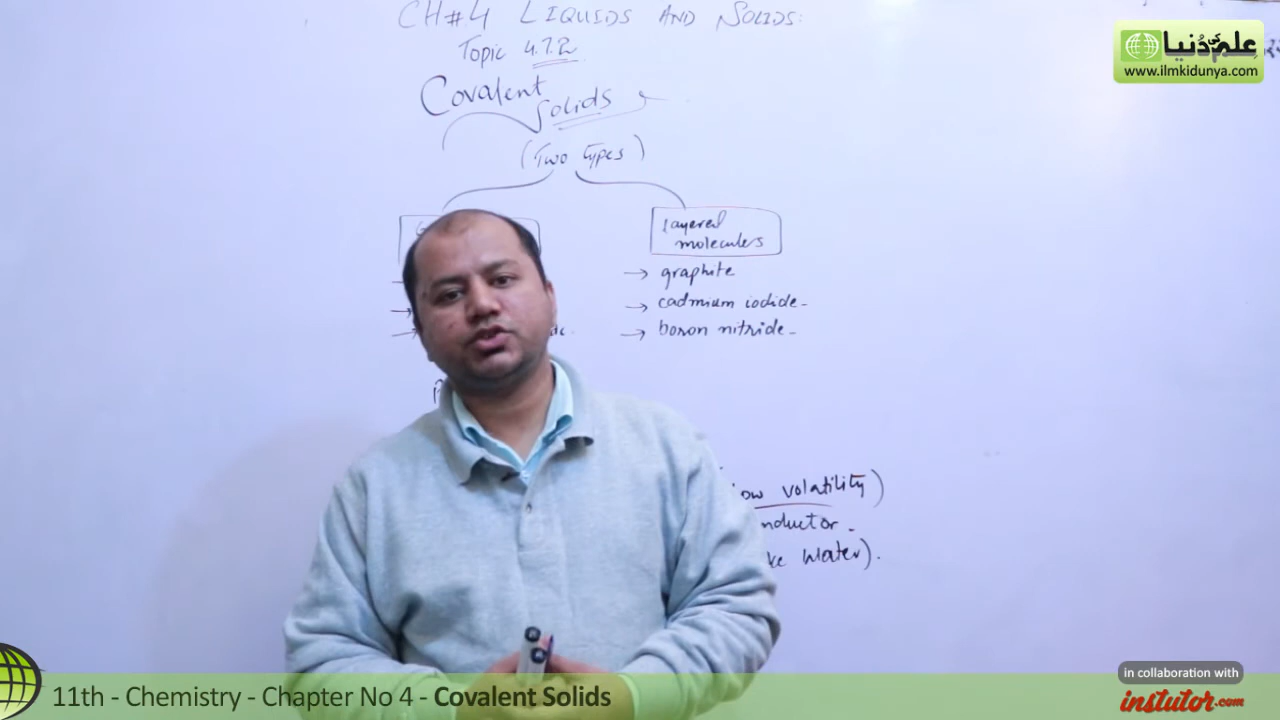 CH#4 LIQUIDS AND SOLIDS:
Topic 4.7.2
Covalent
Solids
(Two types)
layered
moleculers
→ graphite
→ cadmium iodide -
→ boron nitride -
low volatility)
nductor -
ke water).
علم کی دُنیا
www.ilmkidunya.com
11th - Chemistry - Chapter No 4 - Covalent Solids
in collaboration with
instutor.com